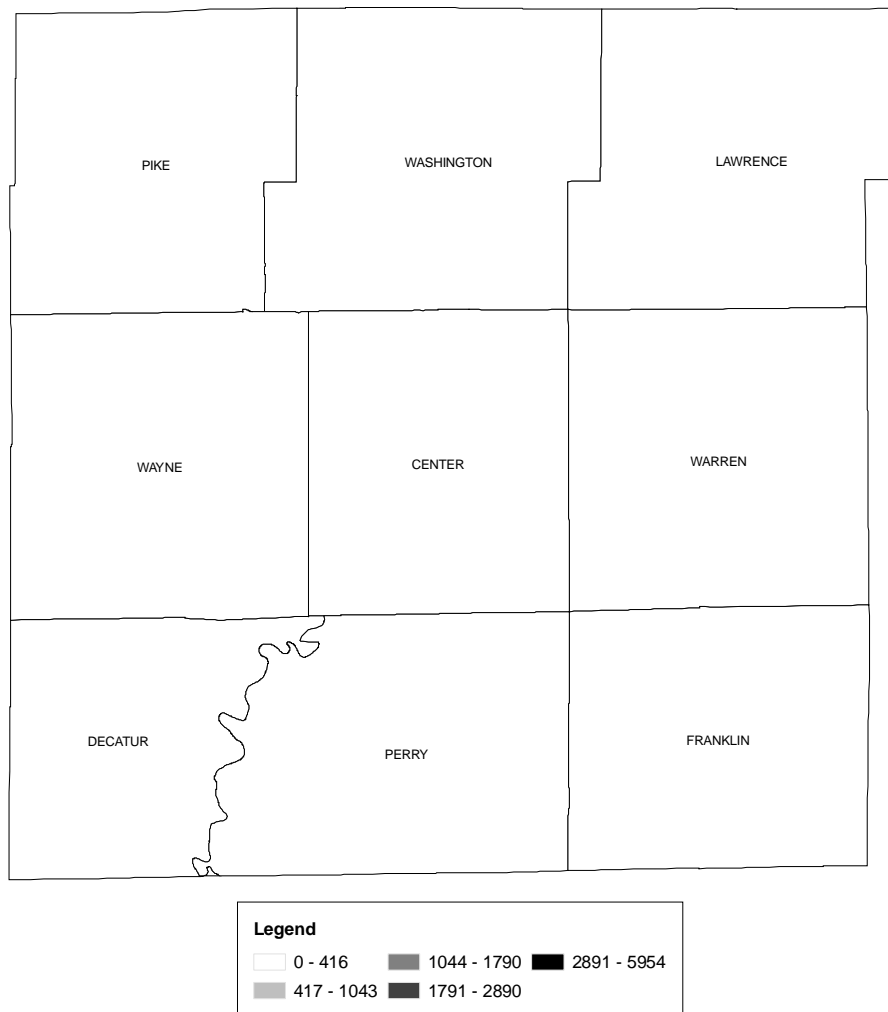 PIKE
WASHINGTON
LAWRENCE
WAYNE
CENTER
WARREN
DECATUR
PERRY
FRANKLIN
Legend
0 - 416 1044 - 1790 2891 - 5954
417 - 1043 1791 - 2890